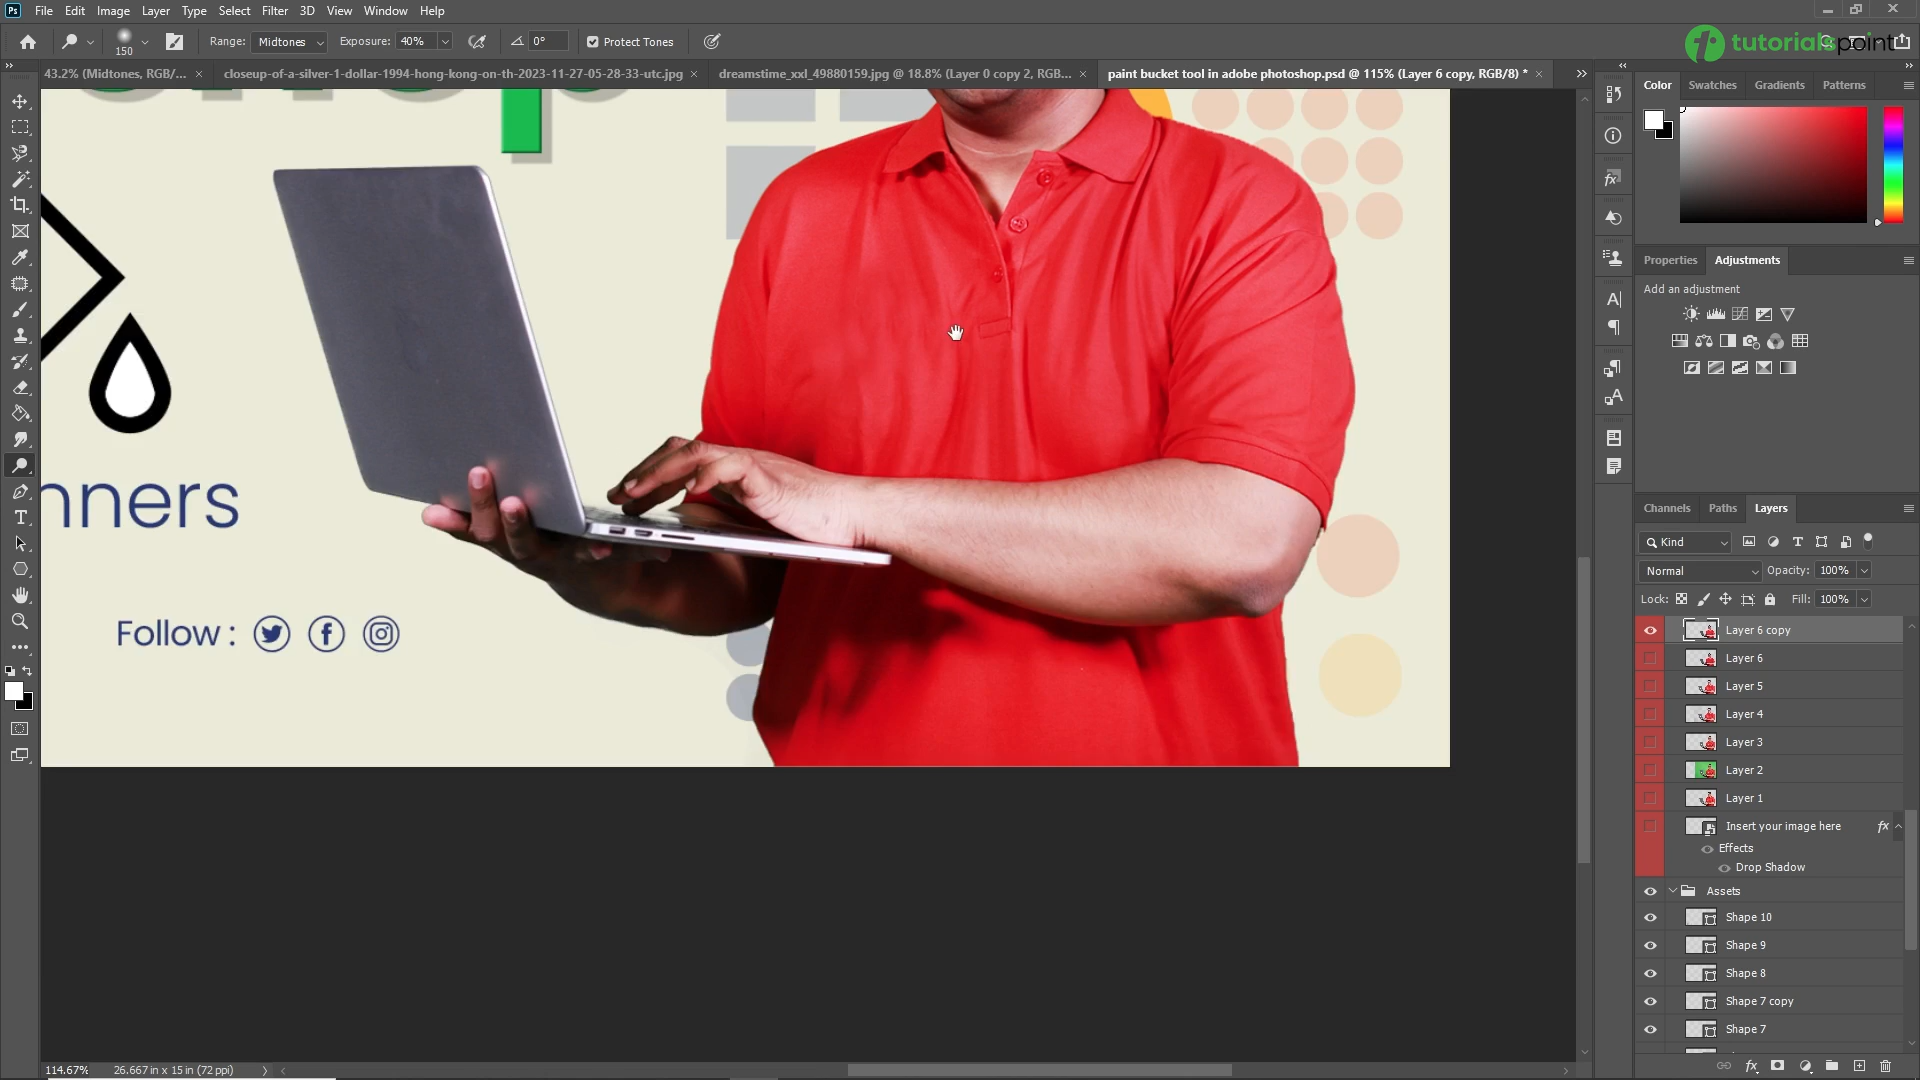 Ps File Edit Image Layer Type Select Filter 3D View Window Help
150 Range: Midtones Exposure: 40% 0° Protect Tones
tutorialspoint
43.2% (Midtones, RGB/... × closeup-of-a-silver-1-dollar-1994-hong-kong-on-th-2023-11-27-05-28-33-utc.jpg × dreamstime_xxl_49880159.jpg @ 18.8% (Layer 0 copy 2, RGB... × paint bucket tool in adobe photoshop.psd @ 115% (Layer 6 copy, RGB/8) * ×
Color Swatches Gradients Patterns
Properties Adjustments
Add an adjustment
nners
Follow :
Channels Paths Layers
Kind
Normal Opacity: 100%
Lock: Fill: 100%
Layer 6 copy
Layer 6
Layer 5
Layer 4
Layer 3
Layer 2
Layer 1
Insert your image here fx
Effects
Drop Shadow
Assets
Shape 10
Shape 9
Shape 8
Shape 7 copy
Shape 7
114.67% 26.667 in x 15 in (72 ppi)